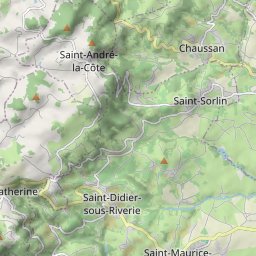 Chaussan
Saint-André-
la-Côte
Saint-Sorlin
atherine
Saint-Didier-
sous-Riverie
Saint-Maurice-